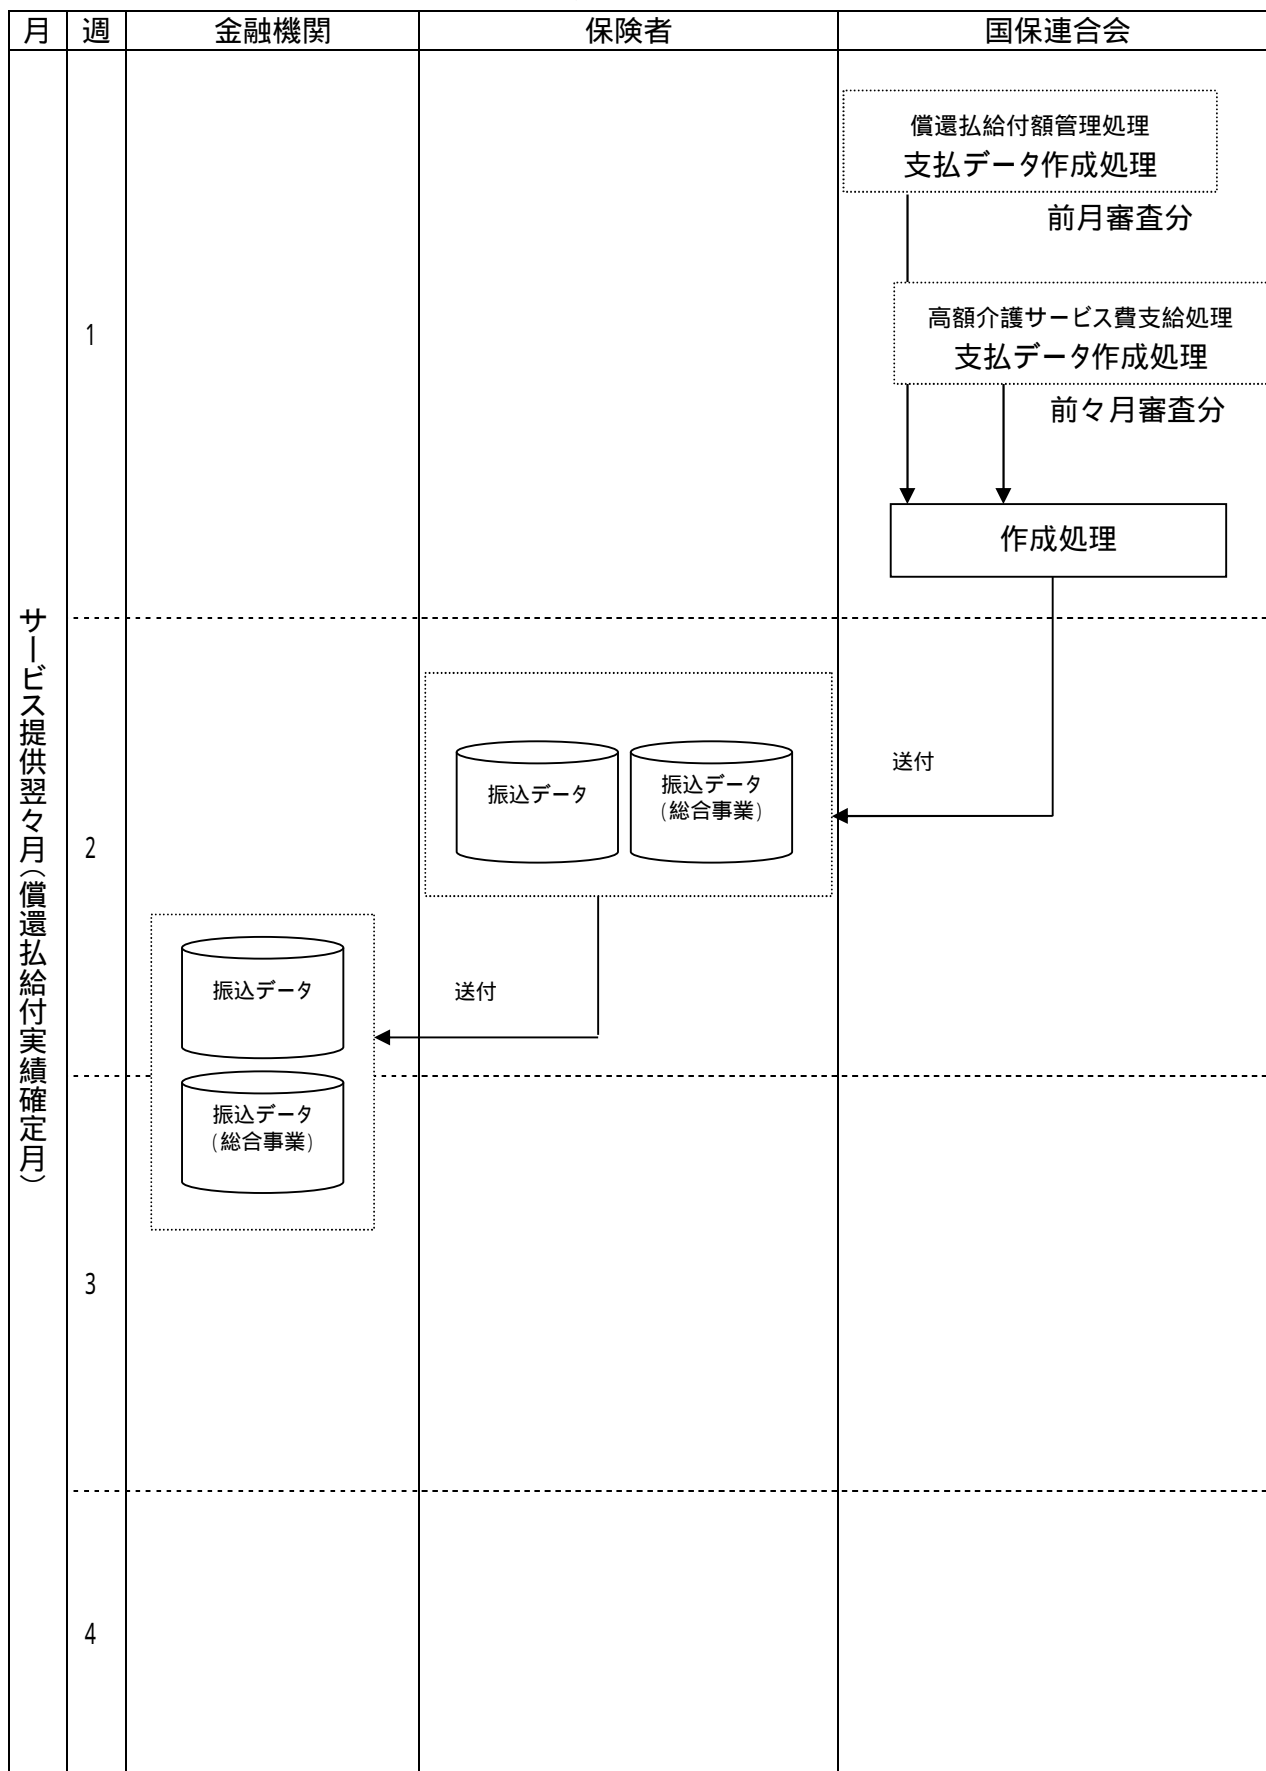 月 週 金融機関 保険者 国保連合会
償還払給付額管理処理
支払データ作成処理
前月審査分
高額介護サービス費支給処理
支払データ作成処理
前々月審査分
1
作成処理
サービス提供翌々月（償還払給付実績確定月）
2
振込データ
振込データ
(総合事業)
送付
振込データ
送付
振込データ
(総合事業)
3
4